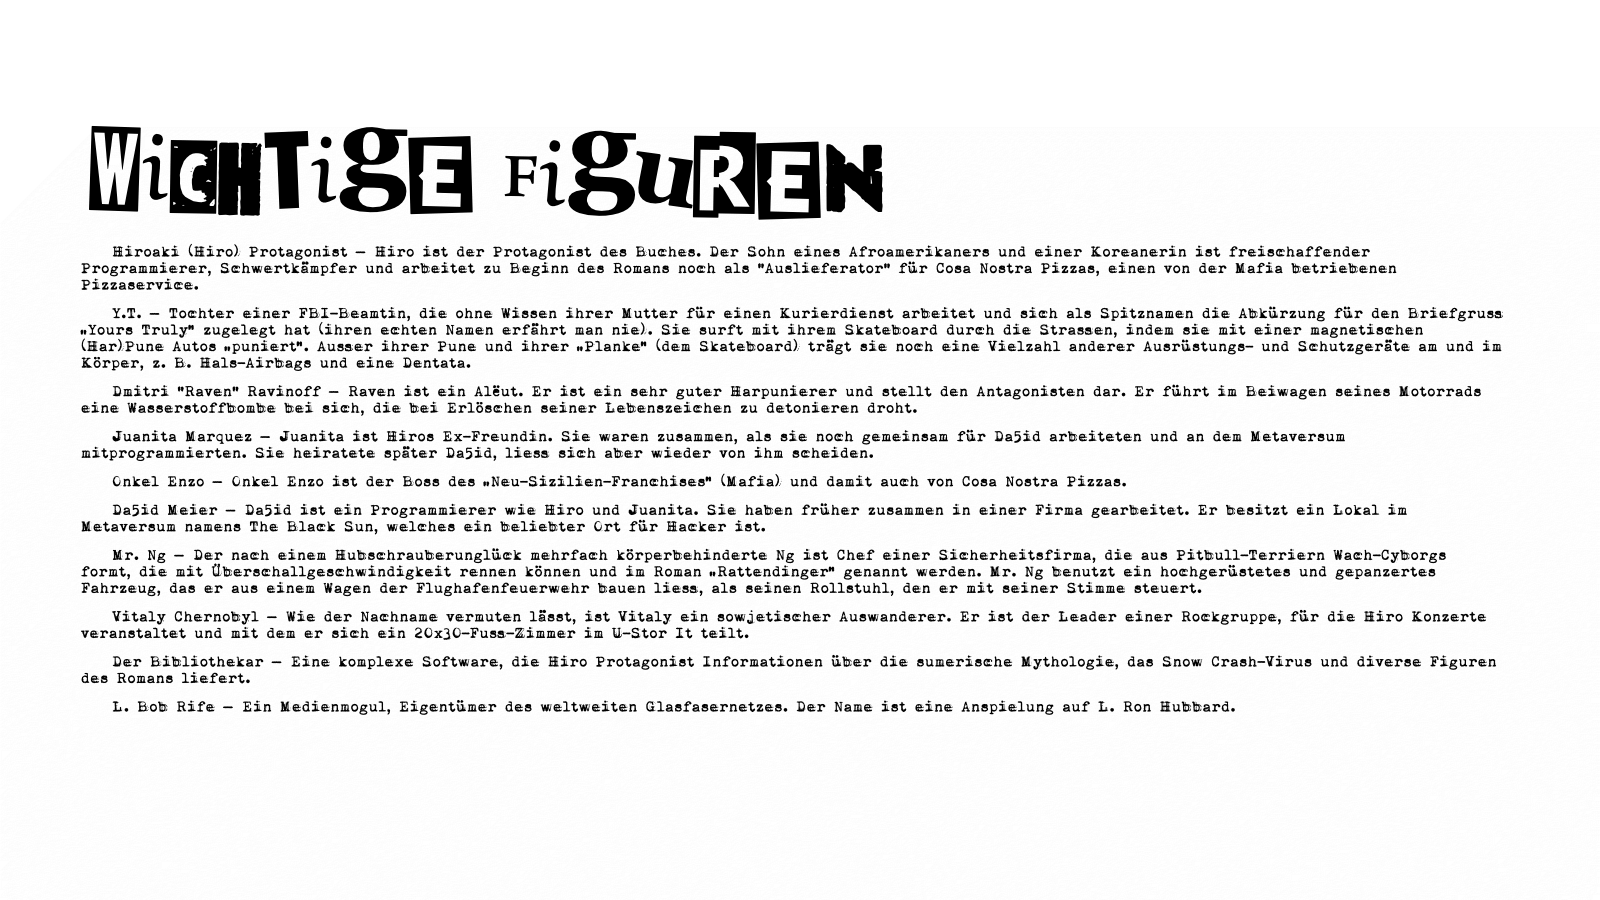 WiCHTigE FiguREN
Hiroaki (Hiro) Protagonist – Hiro ist der Protagonist des Buches. Der Sohn eines Afroamerikaners und einer Koreanerin ist freischaffender
Programmierer, Schwertkämpfer und arbeitet zu Beginn des Romans noch als "Auslieferator" für Cosa Nostra Pizzas, einen von der Mafia betriebenen
Pizzaservice.
Y.T. – Tochter einer FBI-Beamtin, die ohne Wissen ihrer Mutter für einen Kurierdienst arbeitet und sich als Spitznamen die Abkürzung für den Briefgruss
„Yours Truly" zugelegt hat (ihren echten Namen erfährt man nie). Sie surft mit ihrem Skateboard durch die Strassen, indem sie mit einer magnetischen
(Har)Pune Autos „puniert". Ausser ihrer Pune und ihrer „Planke" (dem Skateboard) trägt sie noch eine Vielzahl anderer Ausrüstungs- und Schutzgeräte am und im
Körper, z. B. Hals-Airbags und eine Dentata.
Dmitri "Raven" Ravinoff – Raven ist ein Alëut. Er ist ein sehr guter Harpunierer und stellt den Antagonisten dar. Er führt im Beiwagen seines Motorrads
eine Wasserstoffbombe bei sich, die bei Erlöschen seiner Lebenszeichen zu detonieren droht.
Juanita Marquez – Juanita ist Hiros Ex-Freundin. Sie waren zusammen, als sie noch gemeinsam für Da5id arbeiteten und an dem Metaversum
mitprogrammierten. Sie heiratete später Da5id, liess sich aber wieder von ihm scheiden.
Onkel Enzo – Onkel Enzo ist der Boss des „Neu-Sizilien-Franchises" (Mafia) und damit auch von Cosa Nostra Pizzas.
Da5id Meier – Da5id ist ein Programmierer wie Hiro und Juanita. Sie haben früher zusammen in einer Firma gearbeitet. Er besitzt ein Lokal im
Metaversum namens The Black Sun, welches ein beliebter Ort für Hacker ist.
Mr. Ng – Der nach einem Hubschrauberunglück mehrfach körperbehinderte Ng ist Chef einer Sicherheitsfirma, die aus Pitbull-Terriern Wach-Cyborgs
formt, die mit Überschallgeschwindigkeit rennen können und im Roman „Rattendinger" genannt werden. Mr. Ng benutzt ein hochgerüstetes und gepanzertes
Fahrzeug, das er aus einem Wagen der Flughafenfeuerwehr bauen liess, als seinen Rollstuhl, den er mit seiner Stimme steuert.
Vitaly Chernobyl – Wie der Nachname vermuten lässt, ist Vitaly ein sowjetischer Auswanderer. Er ist der Leader einer Rockgruppe, für die Hiro Konzerte
veranstaltet und mit dem er sich ein 20x30-Fuss-Zimmer im U-Stor It teilt.
Der Bibliothekar – Eine komplexe Software, die Hiro Protagonist Informationen über die sumerische Mythologie, das Snow Crash-Virus und diverse Figuren
des Romans liefert.
L. Bob Rife – Ein Medienmogul, Eigentümer des weltweiten Glasfasernetzes. Der Name ist eine Anspielung auf L. Ron Hubbard.